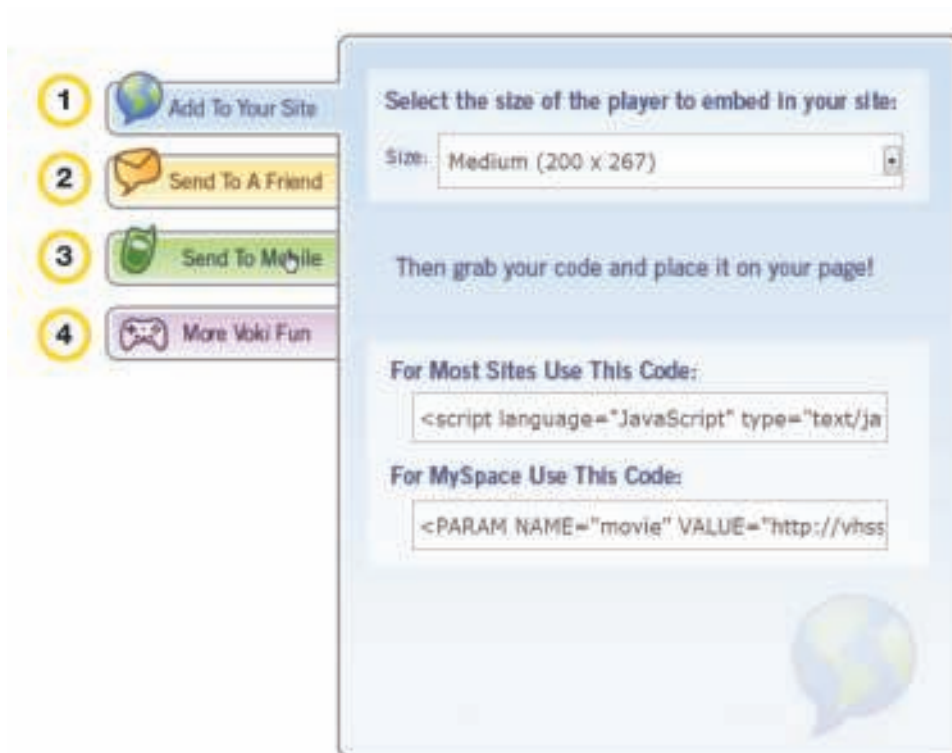 1 Add To Your Site
2 Send To A Friend
3 Send To Mobile
4 More Voki Fun
Select the size of the player to embed in your site:
Size: Medium (200 x 267)
Then grab your code and place it on your page!
For Most Sites Use This Code:
<script language="JavaScript" type="text/ja
For MySpace Use This Code:
<PARAM NAME="movie" VALUE="http://vhss